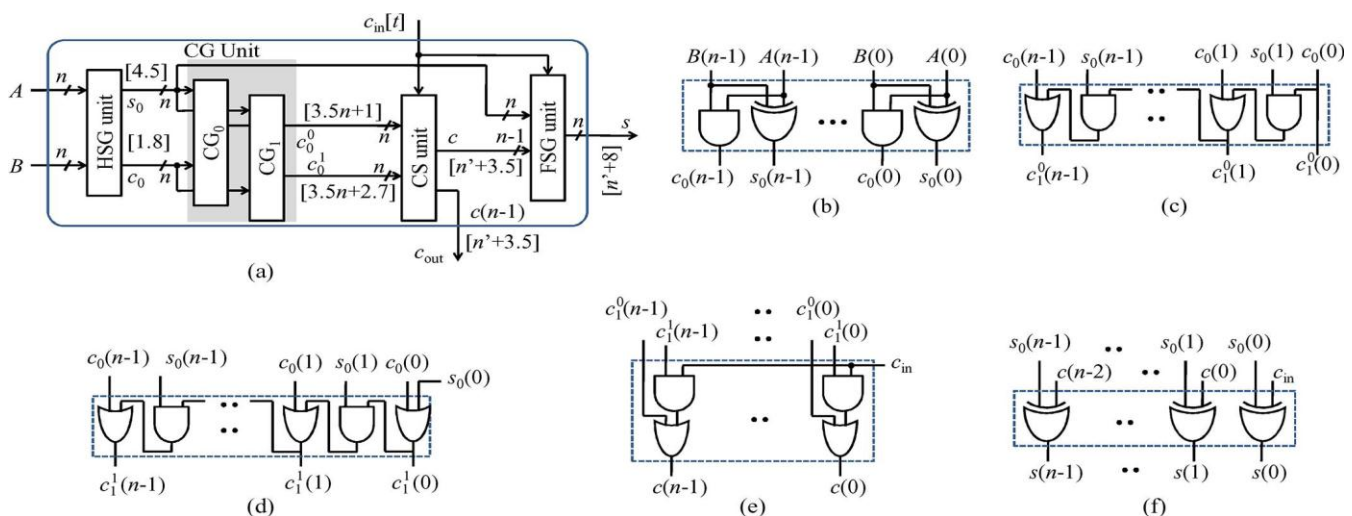 c_in[t]
CG Unit
A n [4.5] s_0 n
HSG unit
B n [1.8] c_0 n
CG_0
CG_1
[3.5n+1] n
c_0^0
c_0^1 n
[3.5n+2.7]
CS unit
n
c n-1
[n'+3.5]
FSG unit
n s
[n'+8]
c(n-1)
[n'+3.5]
c_out
(a)
B(n-1) A(n-1) B(0) A(0)
...
c_0(n-1) s_0(n-1) c_0(0) s_0(0)
(b)
c_0(n-1) s_0(n-1) c_0(1) s_0(1) c_0(0)
c_1^0(n-1) c_1^0(1) c_1^0(0)
(c)
c_0(n-1) s_0(n-1) c_0(1) s_0(1) c_0(0)
s_0(0)
c_1^1(n-1) c_1^1(1) c_1^1(0)
(d)
c_1^0(n-1) c_1^0(0)
c_1^1(n-1) c_1^1(0)
c_in
c(n-1) c(0)
(e)
s_0(n-1) s_0(1) s_0(0)
c(n-2) c(0) c_in
s(n-1) s(1) s(0)
(f)